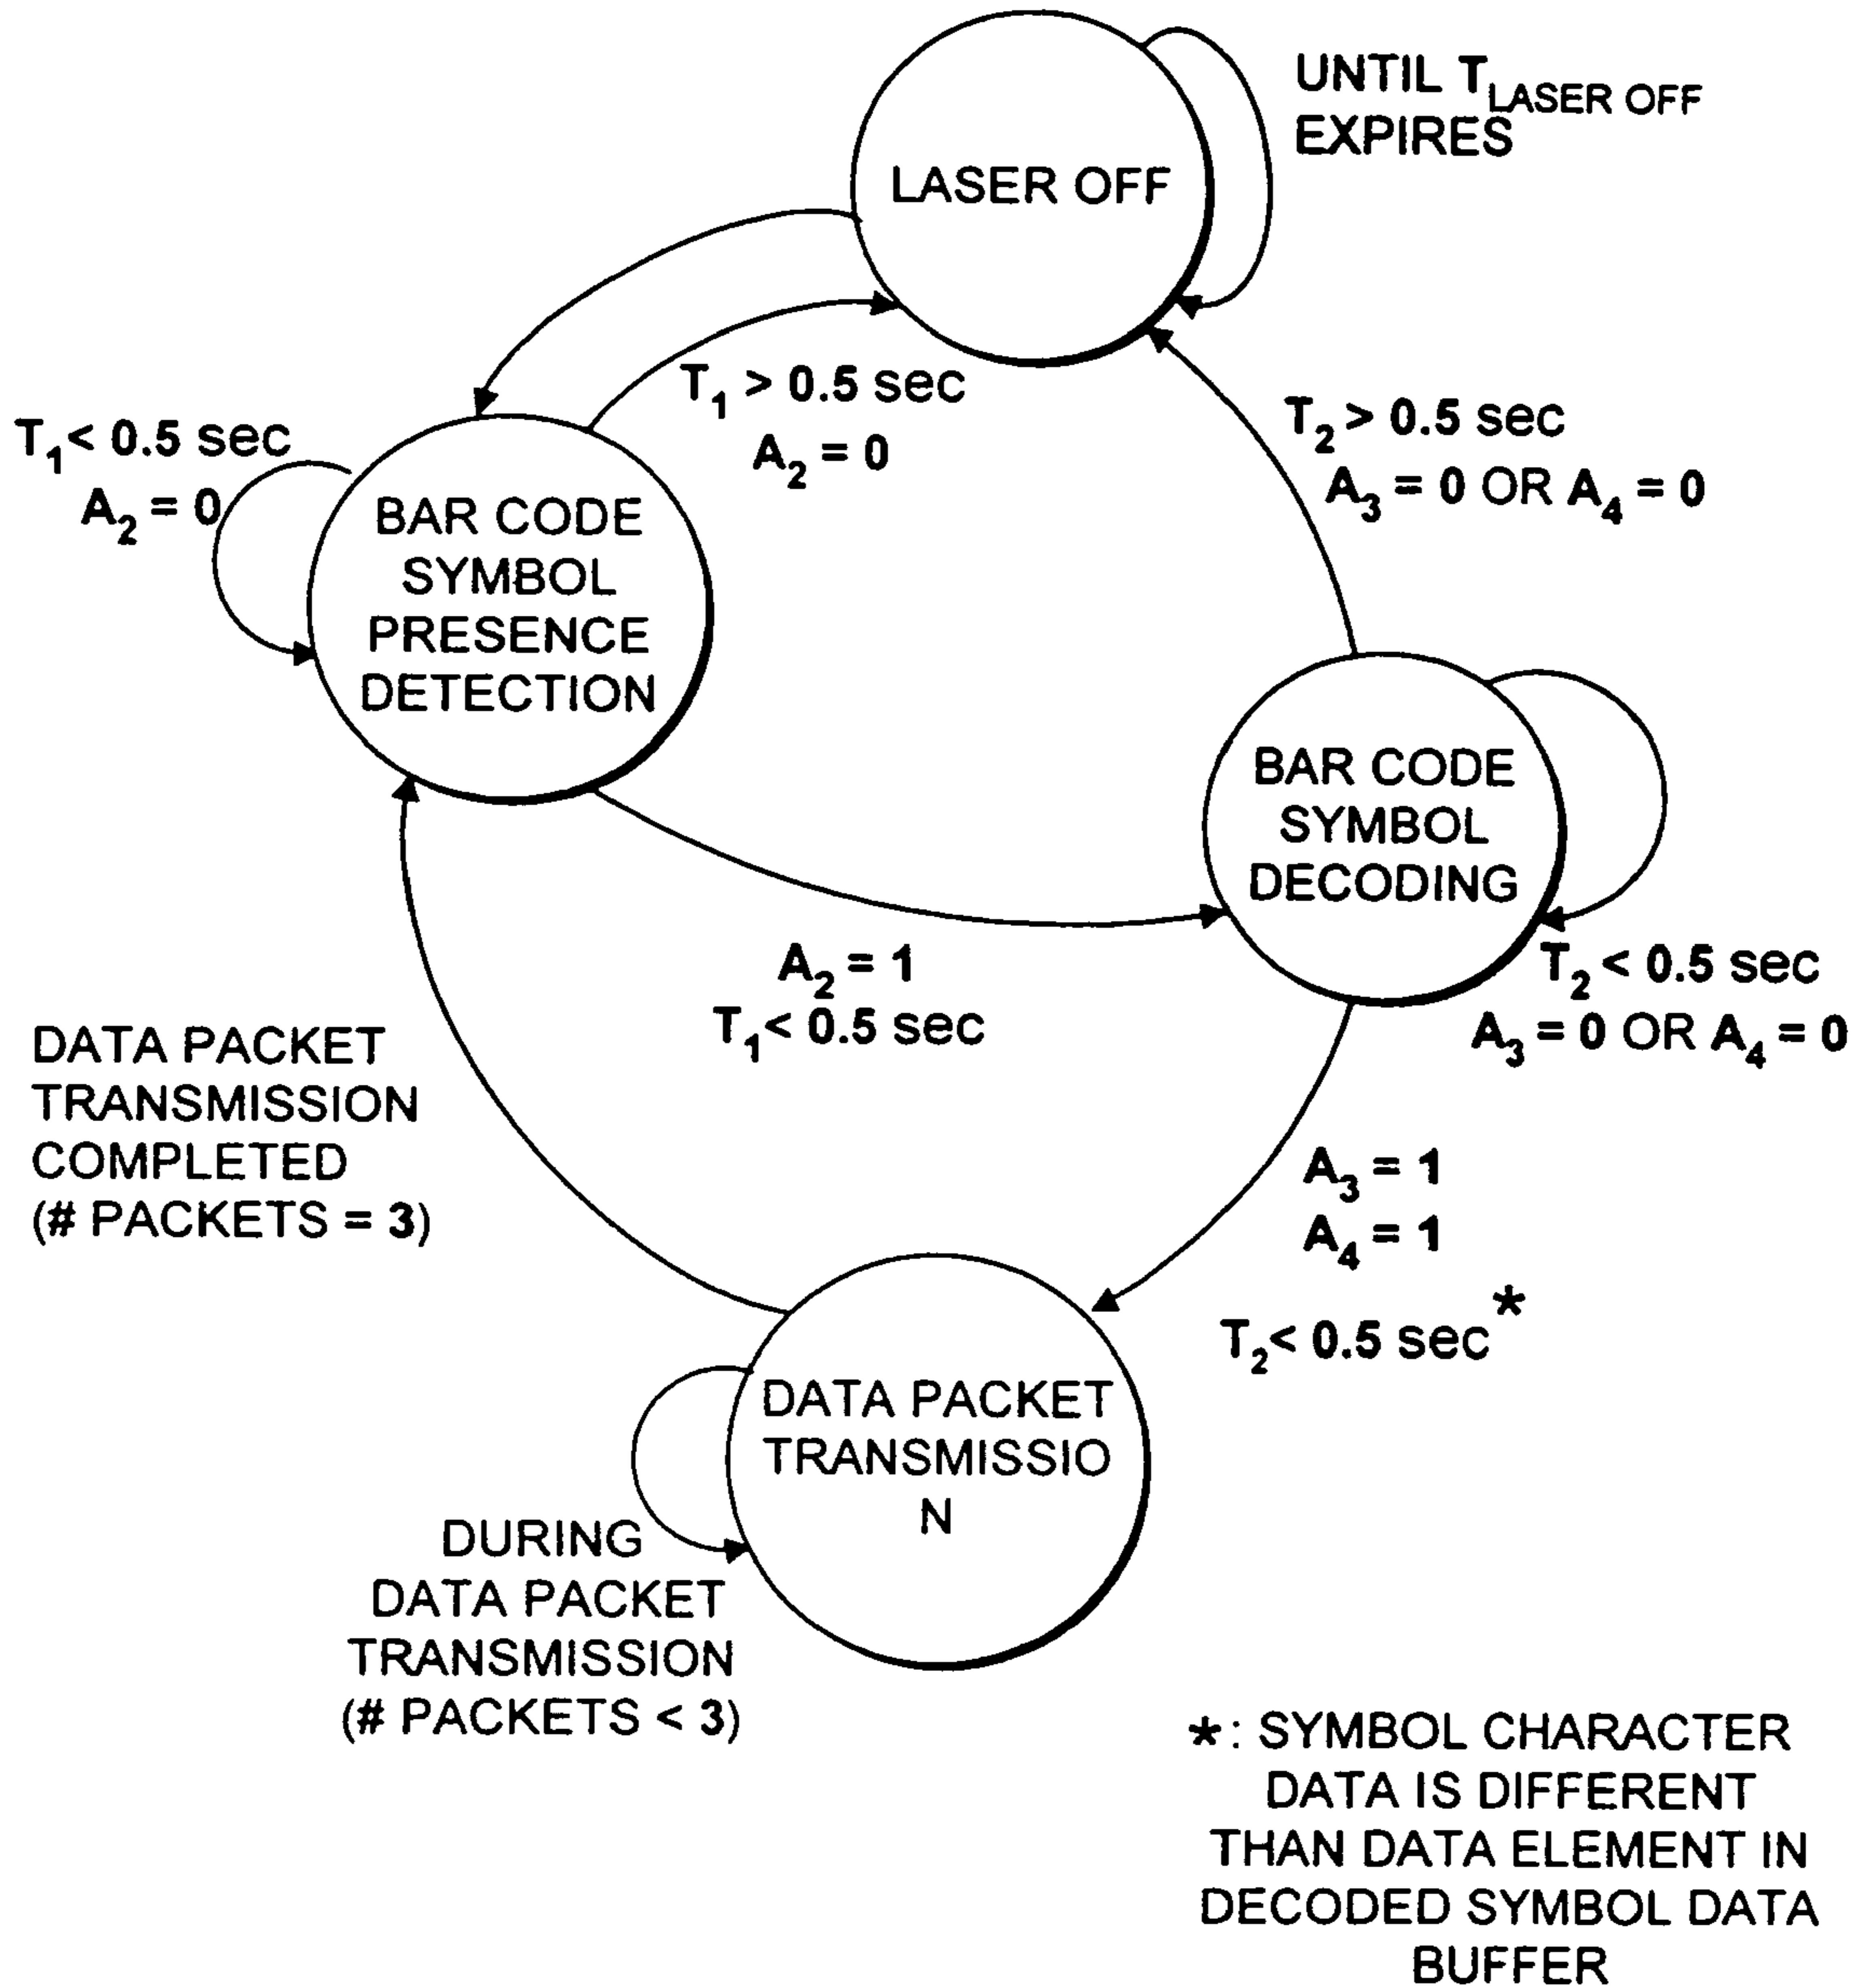 UNTIL T_LASER OFF
EXPIRES
LASER OFF
T₁ > 0.5 sec
A₂ = 0
T₂ > 0.5 sec
A₃ = 0 OR A₄ = 0
T₁ < 0.5 sec
A₂ = 0
BAR CODE
SYMBOL
PRESENCE
DETECTION
BAR CODE
SYMBOL
DECODING
A₂ = 1
T₁ < 0.5 sec
T₂ < 0.5 sec
A₃ = 0 OR A₄ = 0
DATA PACKET
TRANSMISSION
COMPLETED
(# PACKETS = 3)
A₃ = 1
A₄ = 1
T₂ < 0.5 sec *
DATA PACKET
TRANSMISSIO
N
DURING
DATA PACKET
TRANSMISSION
(# PACKETS < 3)
* : SYMBOL CHARACTER
DATA IS DIFFERENT
THAN DATA ELEMENT IN
DECODED SYMBOL DATA
BUFFER